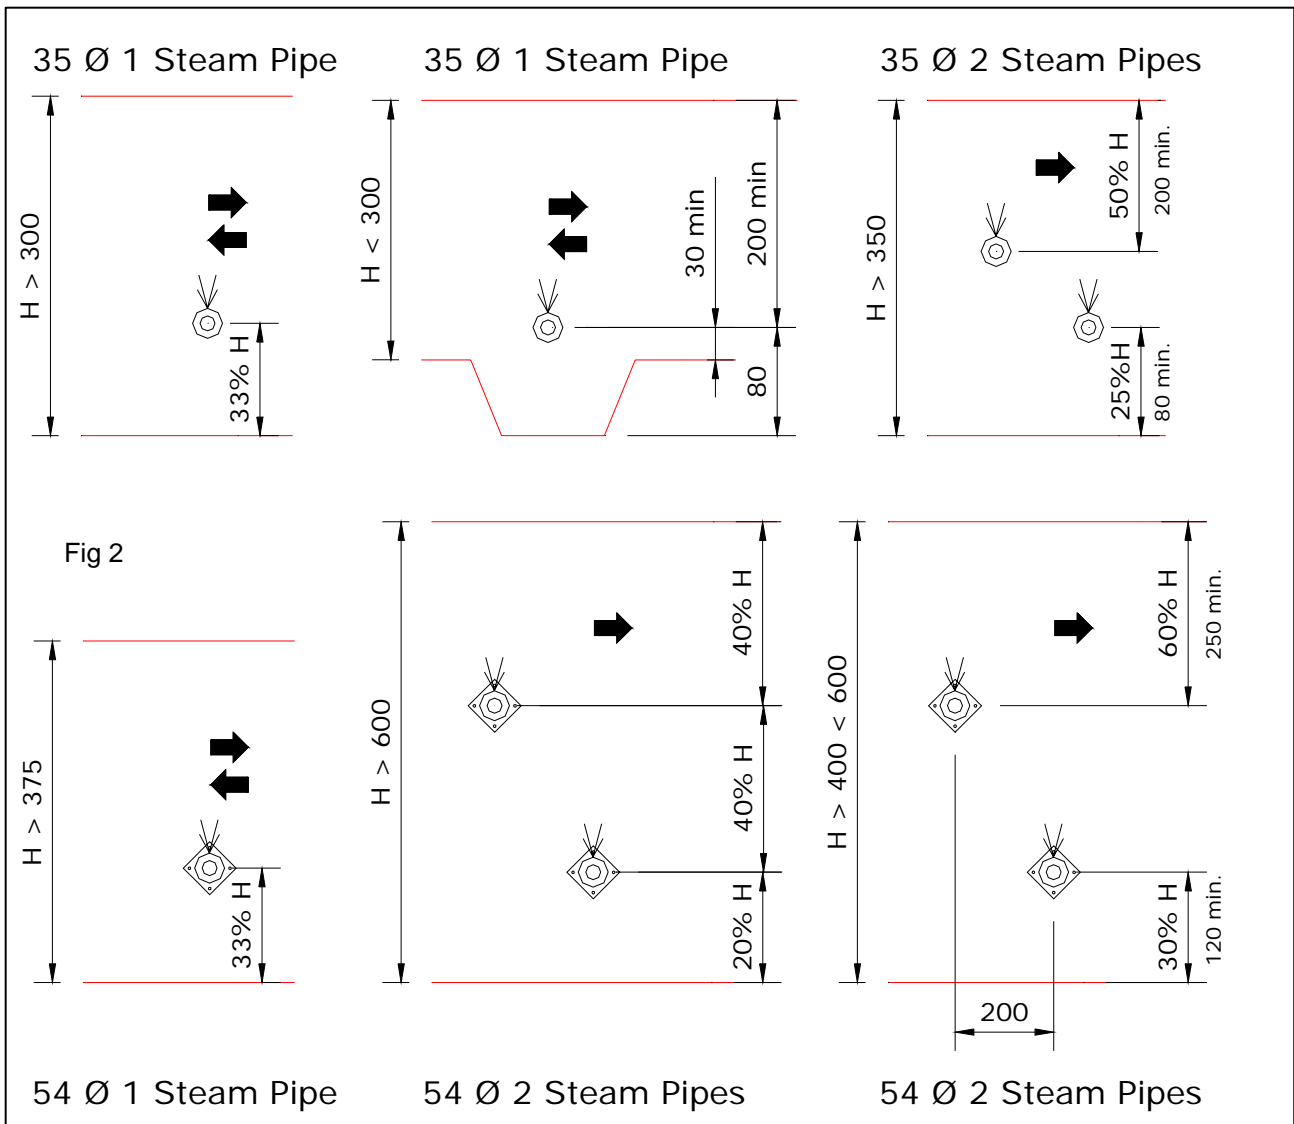 35 Ø 1 Steam Pipe
H > 300
33% H
35 Ø 1 Steam Pipe
H < 300
30 min
200 min
80
35 Ø 2 Steam Pipes
H > 350
50% H
200 min.
25%H
80 min.
Fig 2
H > 375
33% H
54 Ø 1 Steam Pipe
H > 600
40% H
40% H
20% H
54 Ø 2 Steam Pipes
H > 400 < 600
60% H
250 min.
30% H
120 min.
200
54 Ø 2 Steam Pipes